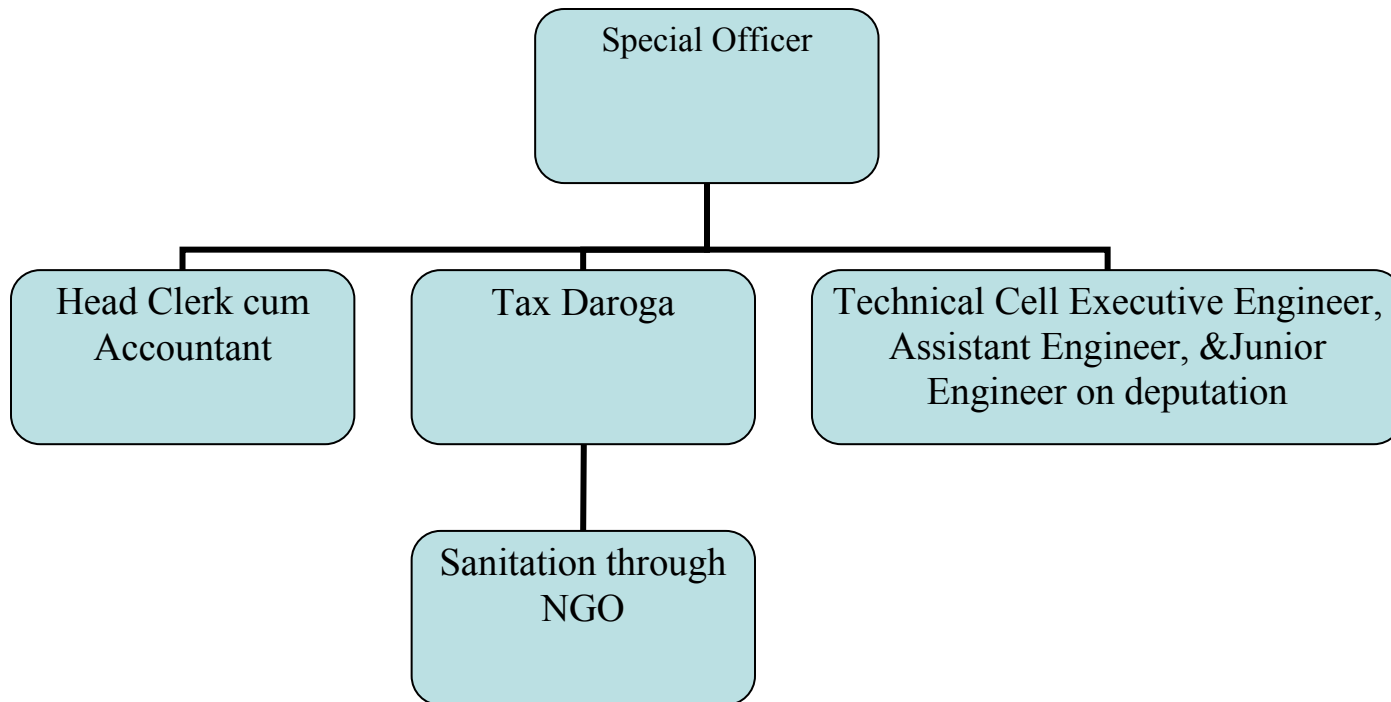 Special Officer
Head Clerk cum
Accountant
Tax Daroga
Technical Cell Executive Engineer,
Assistant Engineer, &Junior
Engineer on deputation
Sanitation through
NGO